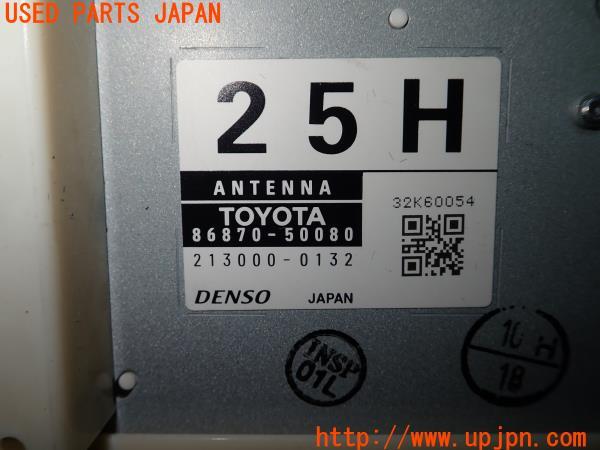 USED PARTS JAPAN
25H
ANTENNA
TOYOTA
86870-50080
213000-0132
32K60054
DENSO JAPAN
INSP
01L
10 H
18
http://www.upjpn.com